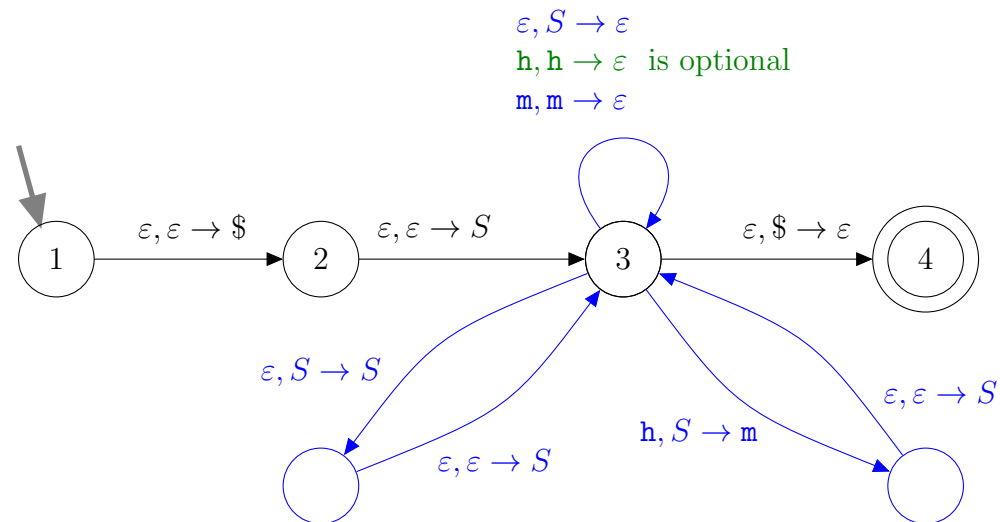 ε, S → ε
h, h → ε is optional
m, m → ε
ε, ε → $
ε, ε → S
ε, $ → ε
1
2
3
4
ε, S → S
ε, ε → S
h, S → m
ε, ε → S